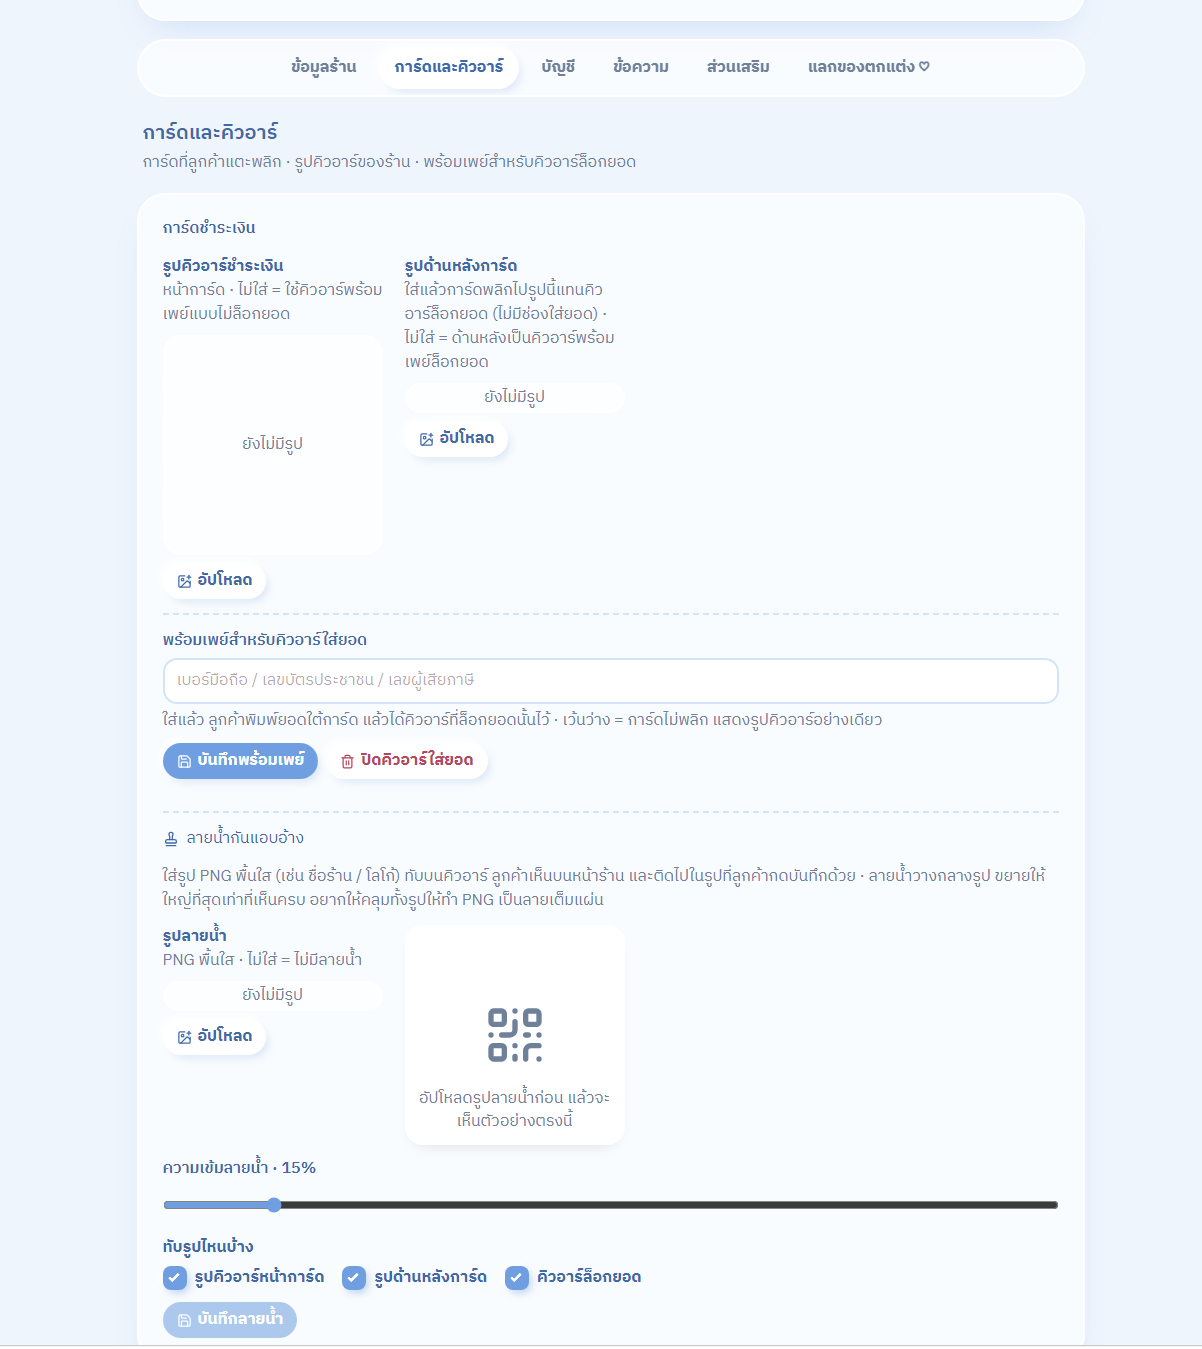 ข้อมูลร้าน การ์ดและคิวอาร์ บัญชี ข้อความ ส่วนเสริม แลกของตกแต่ง ♡
การ์ดและคิวอาร์
การ์ดที่ลูกค้าแตะพลิก · รูปคิวอาร์ของร้าน · พร้อมเพย์สำหรับคิวอาร์ล็อกยอด
การ์ดชำระเงิน
รูปคิวอาร์ชำระเงิน
หน้าการ์ด · ไม่ใส่ = ใช้คิวอาร์พร้อม
เพย์แบบไม่ล็อกยอด
ยังไม่มีรูป
อัปโหลด
รูปด้านหลังการ์ด
ใส่แล้วการ์ดพลิกไปรูปนี้แทนคิว
อาร์ล็อกยอด (ไม่มีช่องใส่ยอด) ·
ไม่ใส่ = ด้านหลังเป็นคิวอาร์พร้อม
เพย์ล็อกยอด
ยังไม่มีรูป
อัปโหลด
พร้อมเพย์สำหรับคิวอาร์ใส่ยอด
เบอร์มือถือ / เลขบัตรประชาชน / เลขผู้เสียภาษี
ใส่แล้ว ลูกค้าพิมพ์ยอดใต้การ์ด แล้วได้คิวอาร์ที่ล็อกยอดนั้นไว้ · เว้นว่าง = การ์ดไม่พลิก แสดงรูปคิวอาร์อย่างเดียว
บันทึกพร้อมเพย์ ปิดคิวอาร์ใส่ยอด
ลายน้ำกันแอบอ้าง
ใส่รูป PNG พื้นใส (เช่น ชื่อร้าน / โลโก้) ทับบนคิวอาร์ ลูกค้าเห็นบนหน้าร้าน และติดไปในรูปที่ลูกค้ากดบันทึกด้วย · ลายน้ำวางกลางรูป ขยายให้
ใหญ่ที่สุดเท่าที่เห็นครบ อยากให้คลุมทั้งรูปให้ทำ PNG เป็นลายเต็มแผ่น
รูปลายน้ำ
PNG พื้นใส · ไม่ใส่ = ไม่มีลายน้ำ
ยังไม่มีรูป
อัปโหลด
อัปโหลดรูปลายน้ำก่อน แล้วจะ
เห็นตัวอย่างตรงนี้
ความเข้มลายน้ำ · 15%
ทับรูปไหนบ้าง
รูปคิวอาร์หน้าการ์ด รูปด้านหลังการ์ด คิวอาร์ล็อกยอด
บันทึกลายน้ำ